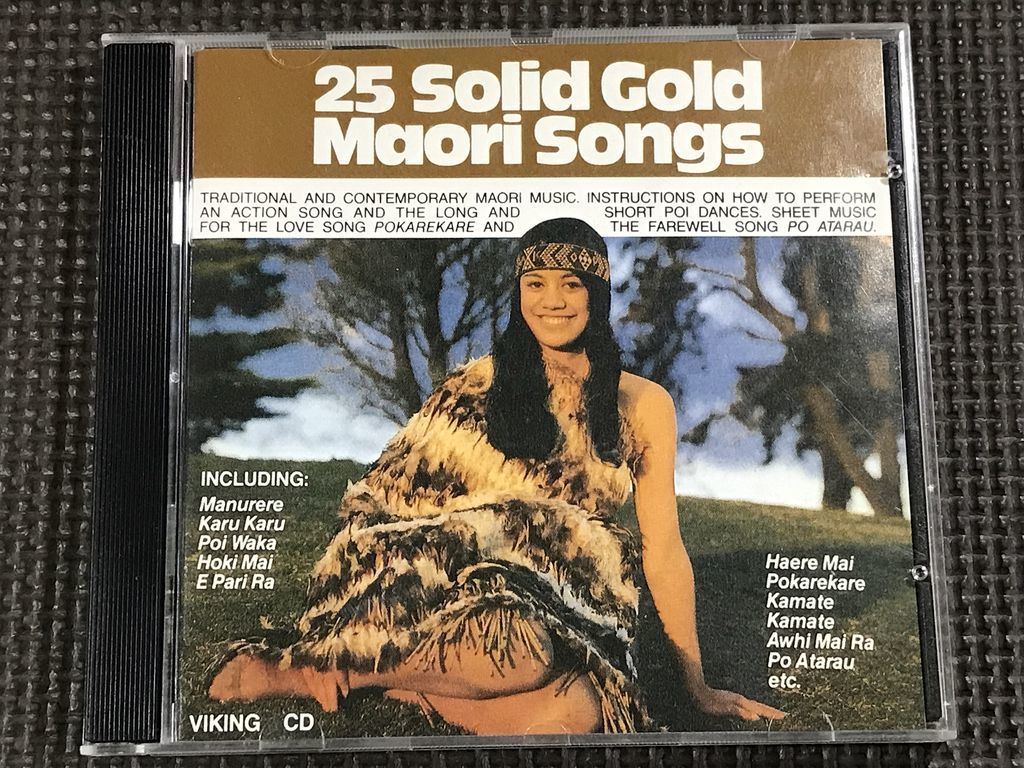 25 Solid Gold
Maori Songs
TRADITIONAL AND CONTEMPORARY MAORI MUSIC. INSTRUCTIONS ON HOW TO PERFORM
AN ACTION SONG AND THE LONG AND SHORT POI DANCES. SHEET MUSIC
FOR THE LOVE SONG POKAREKARE AND THE FAREWELL SONG PO ATARAU.
INCLUDING:
Manurere
Karu Karu
Poi Waka
Hoki Mai
E Pari Ra
Haere Mai
Pokarekare
Kamate
Kamate
Awhi Mai Ra
Po Atarau
etc.
VIKING CD